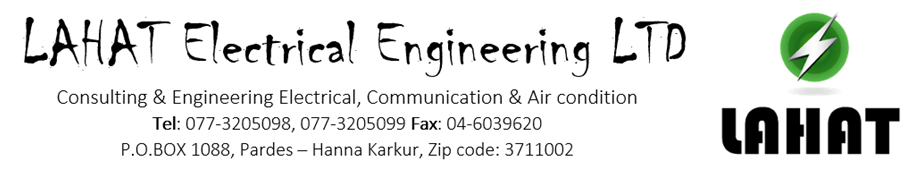 LAHAT Electrical Engineering LTD
Consulting & Engineering Electrical, Communication & Air condition
Tel: 077-3205098, 077-3205099 Fax: 04-6039620
P.O.BOX 1088, Pardes – Hanna Karkur, Zip code: 3711002
LAHAT